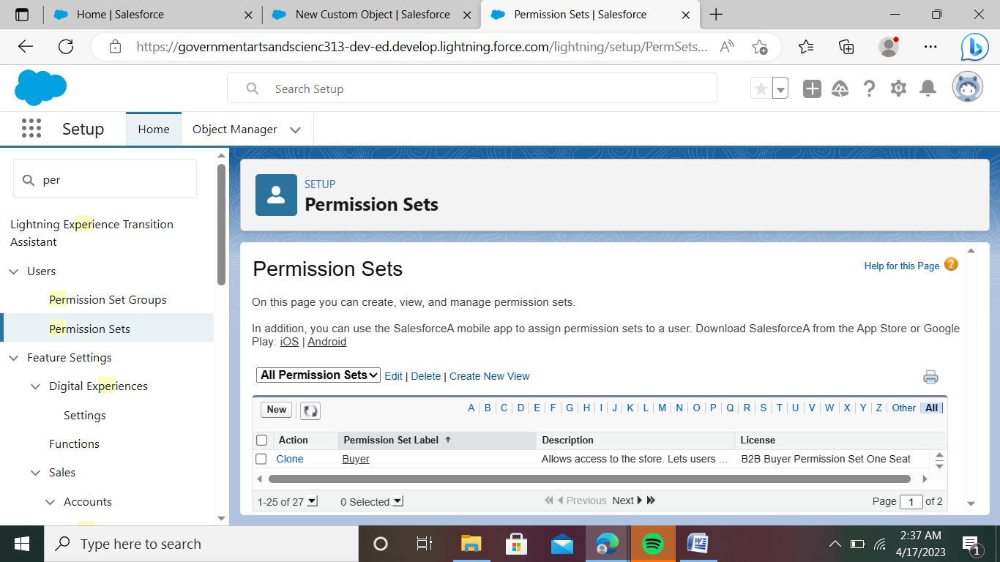 Home | Salesforce
New Custom Object | Salesforce
Permission Sets | Salesforce
https://governmentartsandscienc313-dev-ed.develop.lightning.force.com/lightning/setup/PermSets...
Search Setup
Setup
Home
Object Manager
per
Lightning Experience Transition
Assistant
Users
Permission Set Groups
Permission Sets
Feature Settings
Digital Experiences
Settings
Functions
Sales
Accounts
SETUP
Permission Sets
Permission Sets
Help for this Page ?
On this page you can create, view, and manage permission sets.
In addition, you can use the SalesforceA mobile app to assign permission sets to a user. Download SalesforceA from the App Store or Google
Play: iOS | Android
All Permission Sets Edit | Delete | Create New View
New A | B | C | D | E | F | G | H | I | J | K | L | M | N | O | P | Q | R | S | T | U | V | W | X | Y | Z | Other | All |
Action Permission Set Label ↑ Description License
Clone Buyer Allows access to the store. Lets users ... B2B Buyer Permission Set One Seat
1-25 of 27 0 Selected Previous Next Page 1 of 2
Type here to search
2:37 AM
4/17/2023
1